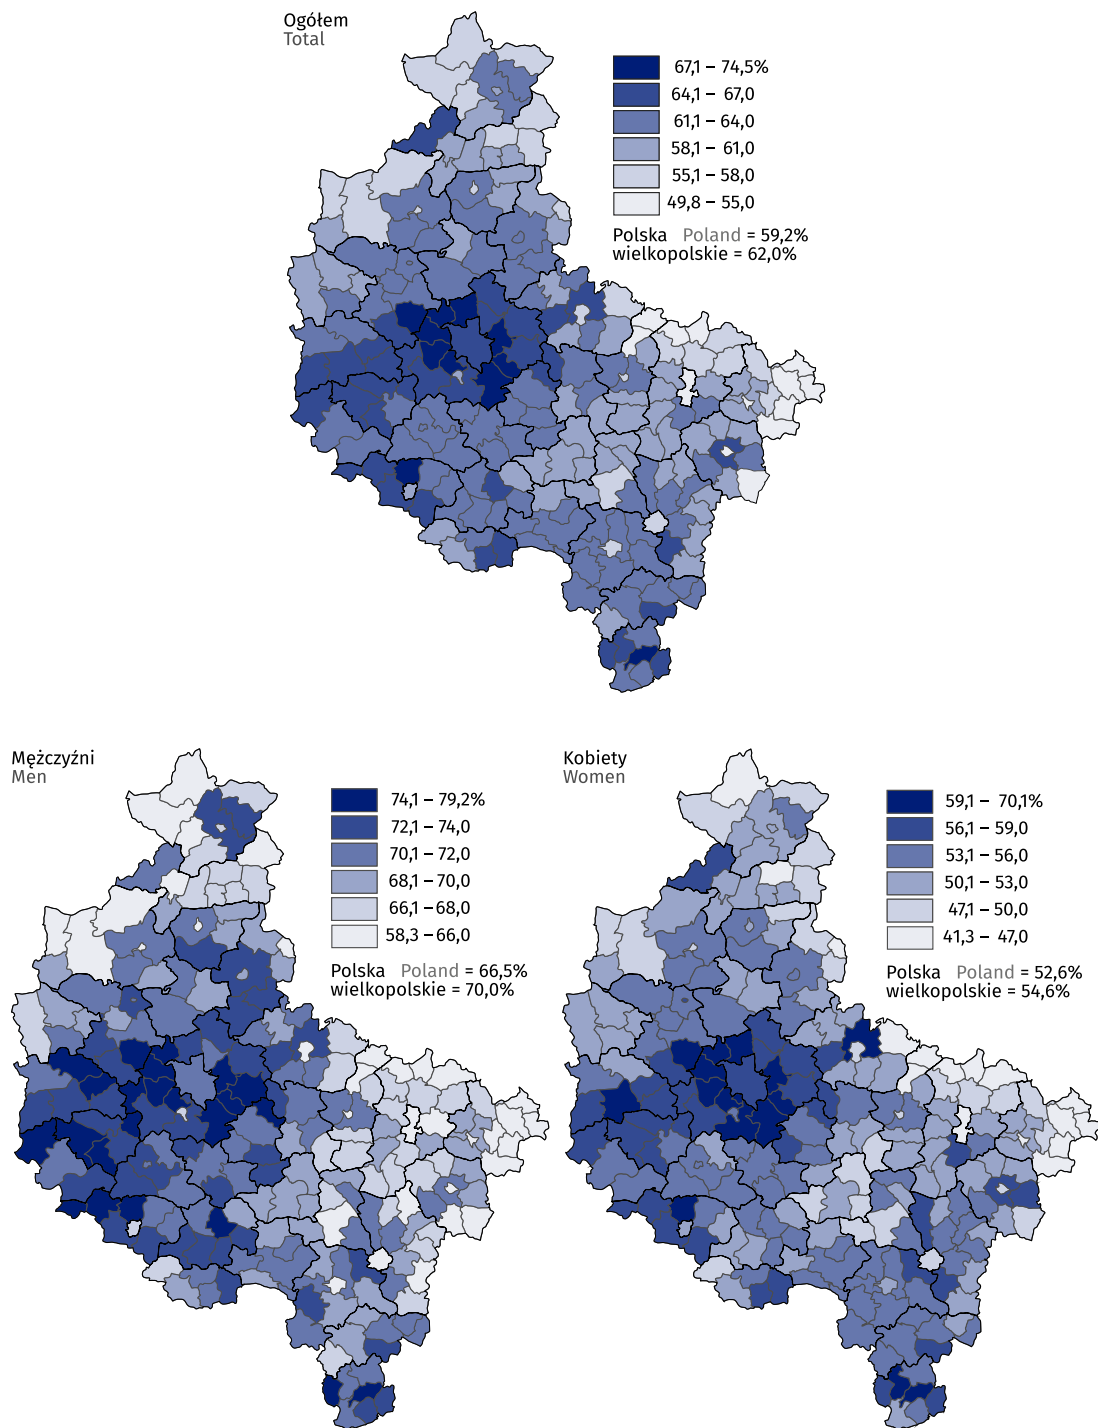 Ogółem
Total
67,1 – 74,5%
64,1 – 67,0
61,1 – 64,0
58,1 – 61,0
55,1 – 58,0
49,8 – 55,0
Polska Poland = 59,2%
wielkopolskie = 62,0%
Mężczyźni
Men
74,1 – 79,2%
72,1 – 74,0
70,1 – 72,0
68,1 – 70,0
66,1 – 68,0
58,3 – 66,0
Polska Poland = 66,5%
wielkopolskie = 70,0%
Kobiety
Women
59,1 – 70,1%
56,1 – 59,0
53,1 – 56,0
50,1 – 53,0
47,1 – 50,0
41,3 – 47,0
Polska Poland = 52,6%
wielkopolskie = 54,6%